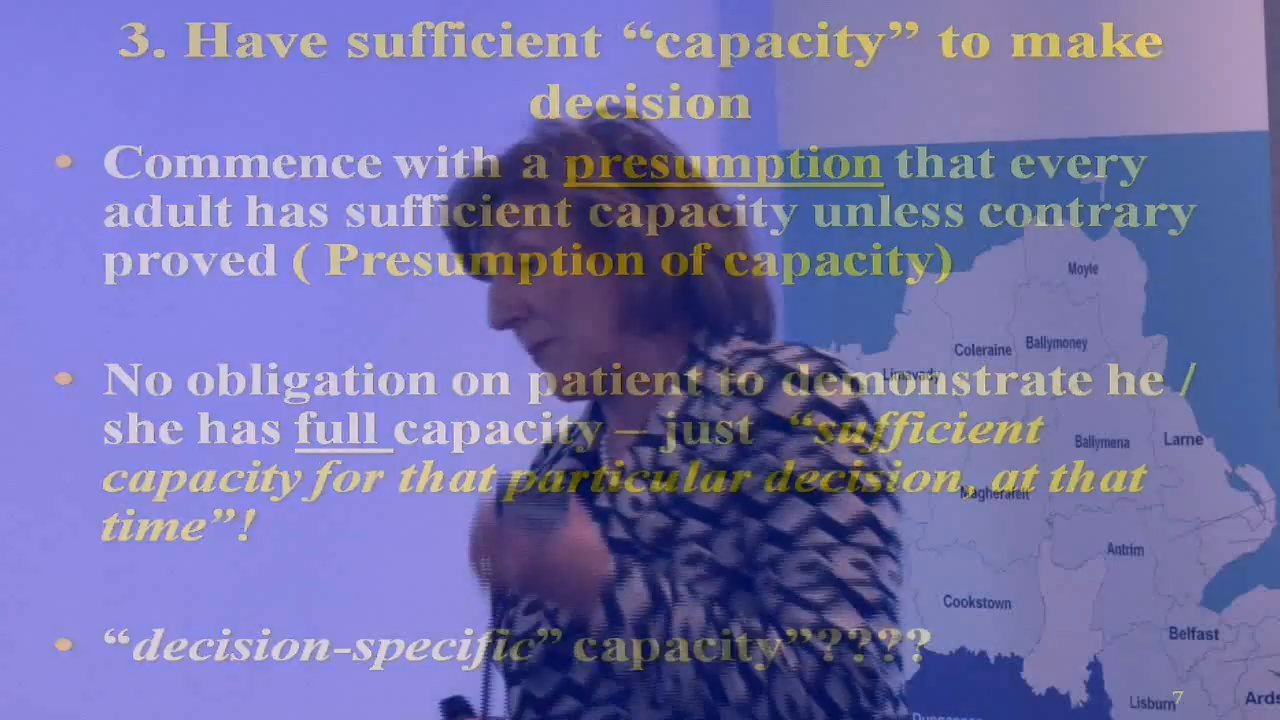 3. Have sufficient “capacity” to make
decision
• Commence with a presumption that every
adult has sufficient capacity unless contrary
proved ( Presumption of capacity)
• No obligation on patient to demonstrate he /
she has full capacity – just “sufficient
capacity for that particular decision, at that
time”!
• “decision-specific” capacity”????
7
Moyle
Coleraine
Ballymoney
Limavady
Ballymena
Larne
Magherafelt
Antrim
Cookstown
Belfast
Lisburn
Ards